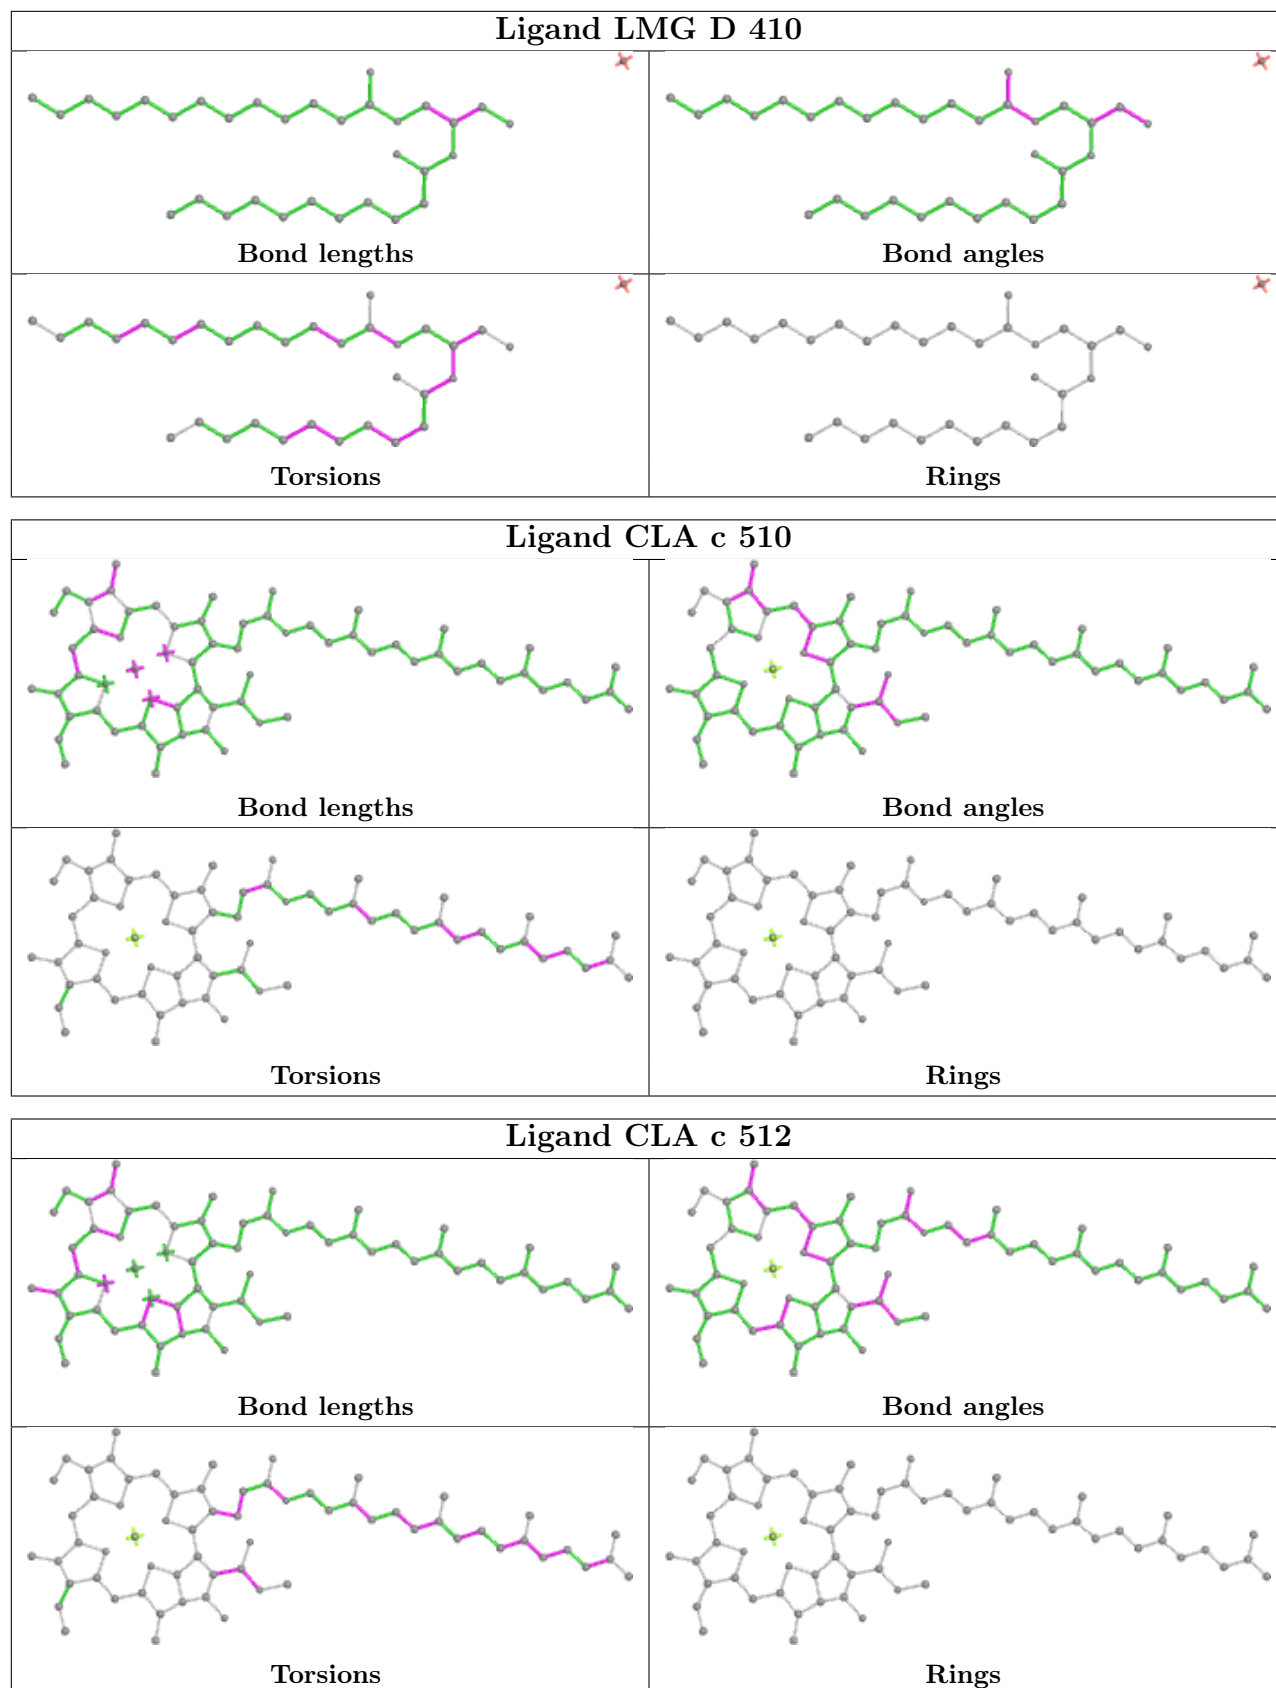 Ligand LMG D 410
Bond lengths
Bond angles
Torsions
Rings
Ligand CLA c 510
Bond lengths
Bond angles
Torsions
Rings
Ligand CLA c 512
Bond lengths
Bond angles
Torsions
Rings